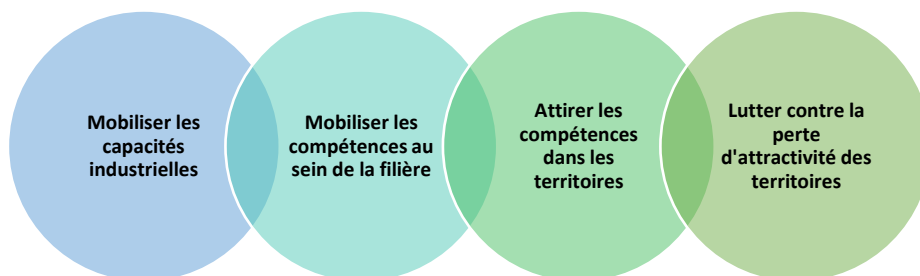 Mobiliser les
capacités
industrielles
Mobiliser les
compétences au
sein de la filière
Attirer les
compétences
dans les
territoires
Lutter contre la
perte
d'attractivité des
territoires